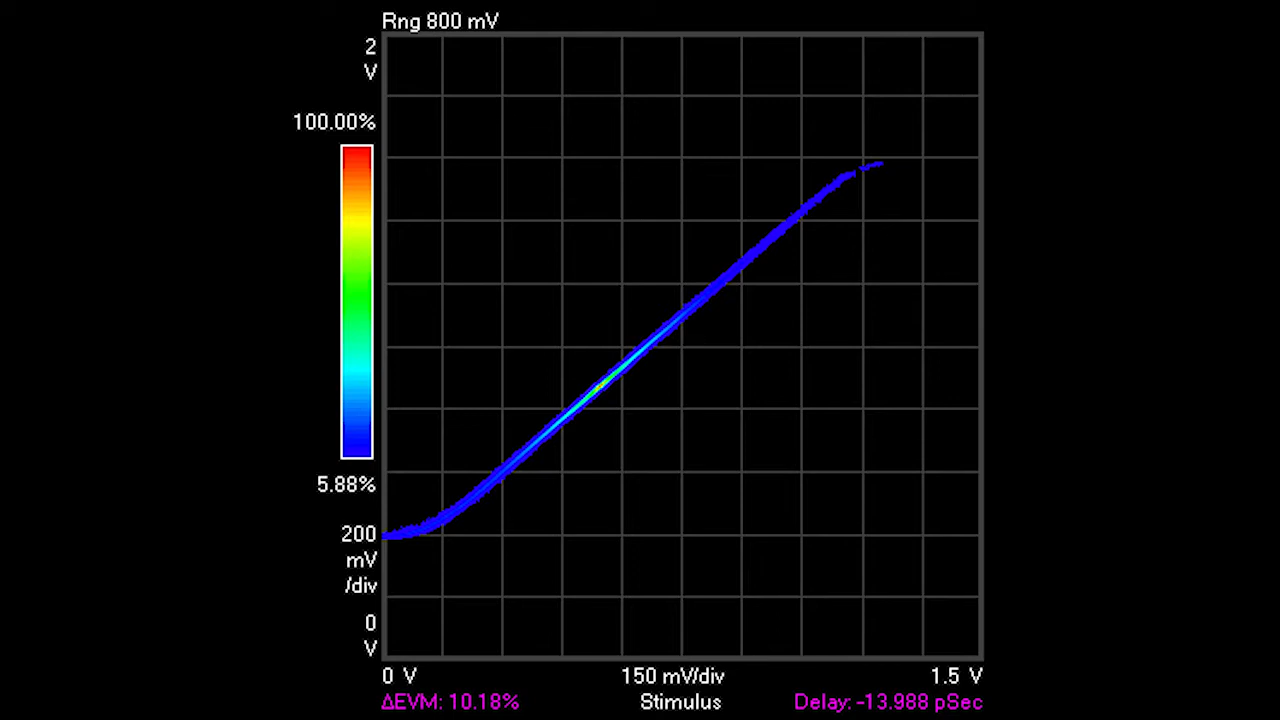 Rng 800 mV
2
V
100.00%
5.88%
200
mV
/div
0
V
0 V 150 mV/div 1.5 V
ΔEVM: 10.18% Stimulus Delay: -13.988 pSec